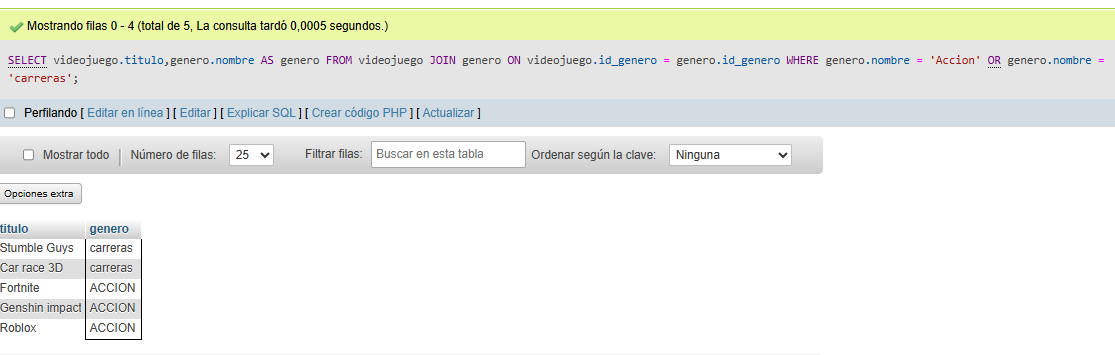 Mostrando filas 0 - 4 (total de 5, La consulta tardó 0,0005 segundos.)
SELECT videojuego.titulo,genero.nombre AS genero FROM videojuego JOIN genero ON videojuego.id_genero = genero.id_genero WHERE genero.nombre = 'Accion' OR genero.nombre =
'carreras';
Perfilando [ Editar en línea ] [ Editar ] [ Explicar SQL ] [ Crear código PHP ] [ Actualizar ]
Mostrar todo | Número de filas: 25 Filtrar filas: Buscar en esta tabla Ordenar según la clave: Ninguna
Opciones extra
titulo genero
Stumble Guys carreras
Car race 3D carreras
Fortnite ACCION
Genshin impact ACCION
Roblox ACCION